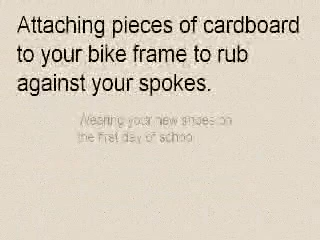 Attaching pieces of cardboard
to your bike frame to rub
against your spokes.
Wearing your new shoes on
the first day of school